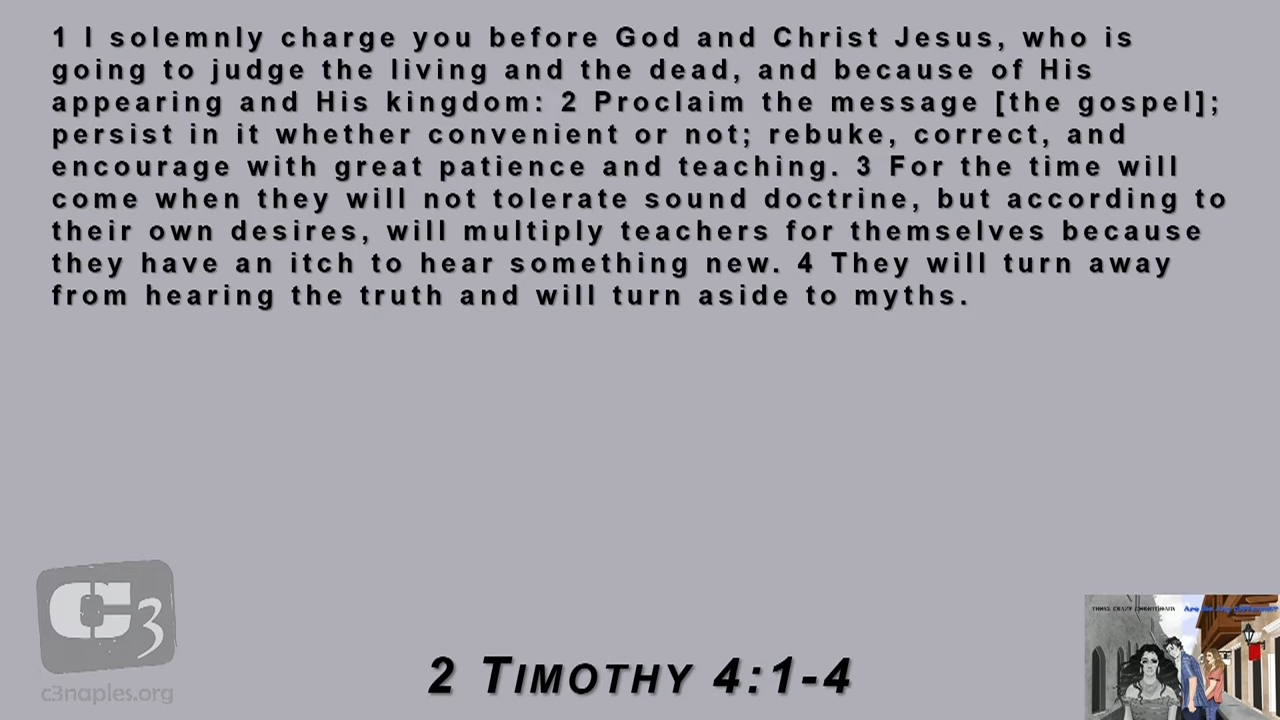 1 I solemnly charge you before God and Christ Jesus, who is
going to judge the living and the dead, and because of His
appearing and His kingdom: 2 Proclaim the message [the gospel];
persist in it whether convenient or not; rebuke, correct, and
encourage with great patience and teaching. 3 For the time will
come when they will not tolerate sound doctrine, but according to
their own desires, will multiply teachers for themselves because
they have an itch to hear something new. 4 They will turn away
from hearing the truth and will turn aside to myths.
C3
c3naples.org
2 TIMOTHY 4:1-4
THOSE CRAZY CORINTHIANS